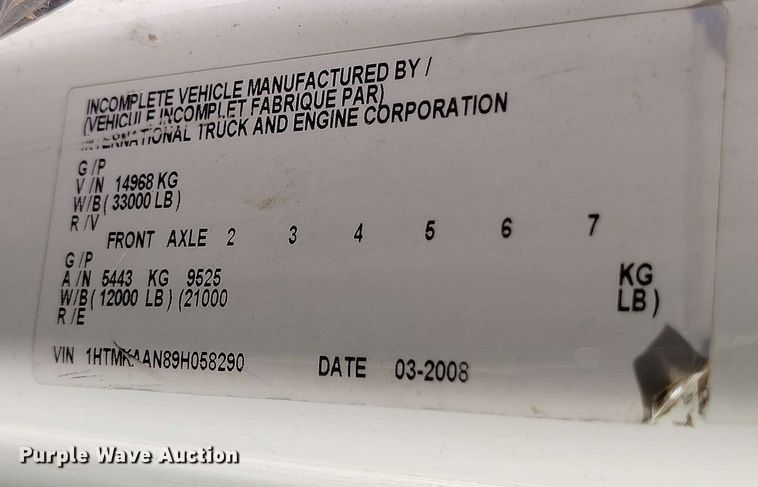 INCOMPLETE VEHICLE MANUFACTURED BY /
(VEHICULE INCOMPLET FABRIQUE PAR)
INTERNATIONAL TRUCK AND ENGINE CORPORATION
G /P
V /N 14968 KG
W/B ( 33000 LB )
R /V
FRONT AXLE 2 3 4 5 6 7
G /P
A /N 5443 KG 9525 KG
W/B ( 12000 LB ) (21000 LB )
R /E
VIN 1HTMKAAN89H058290 DATE 03-2008
Purple Wave Auction